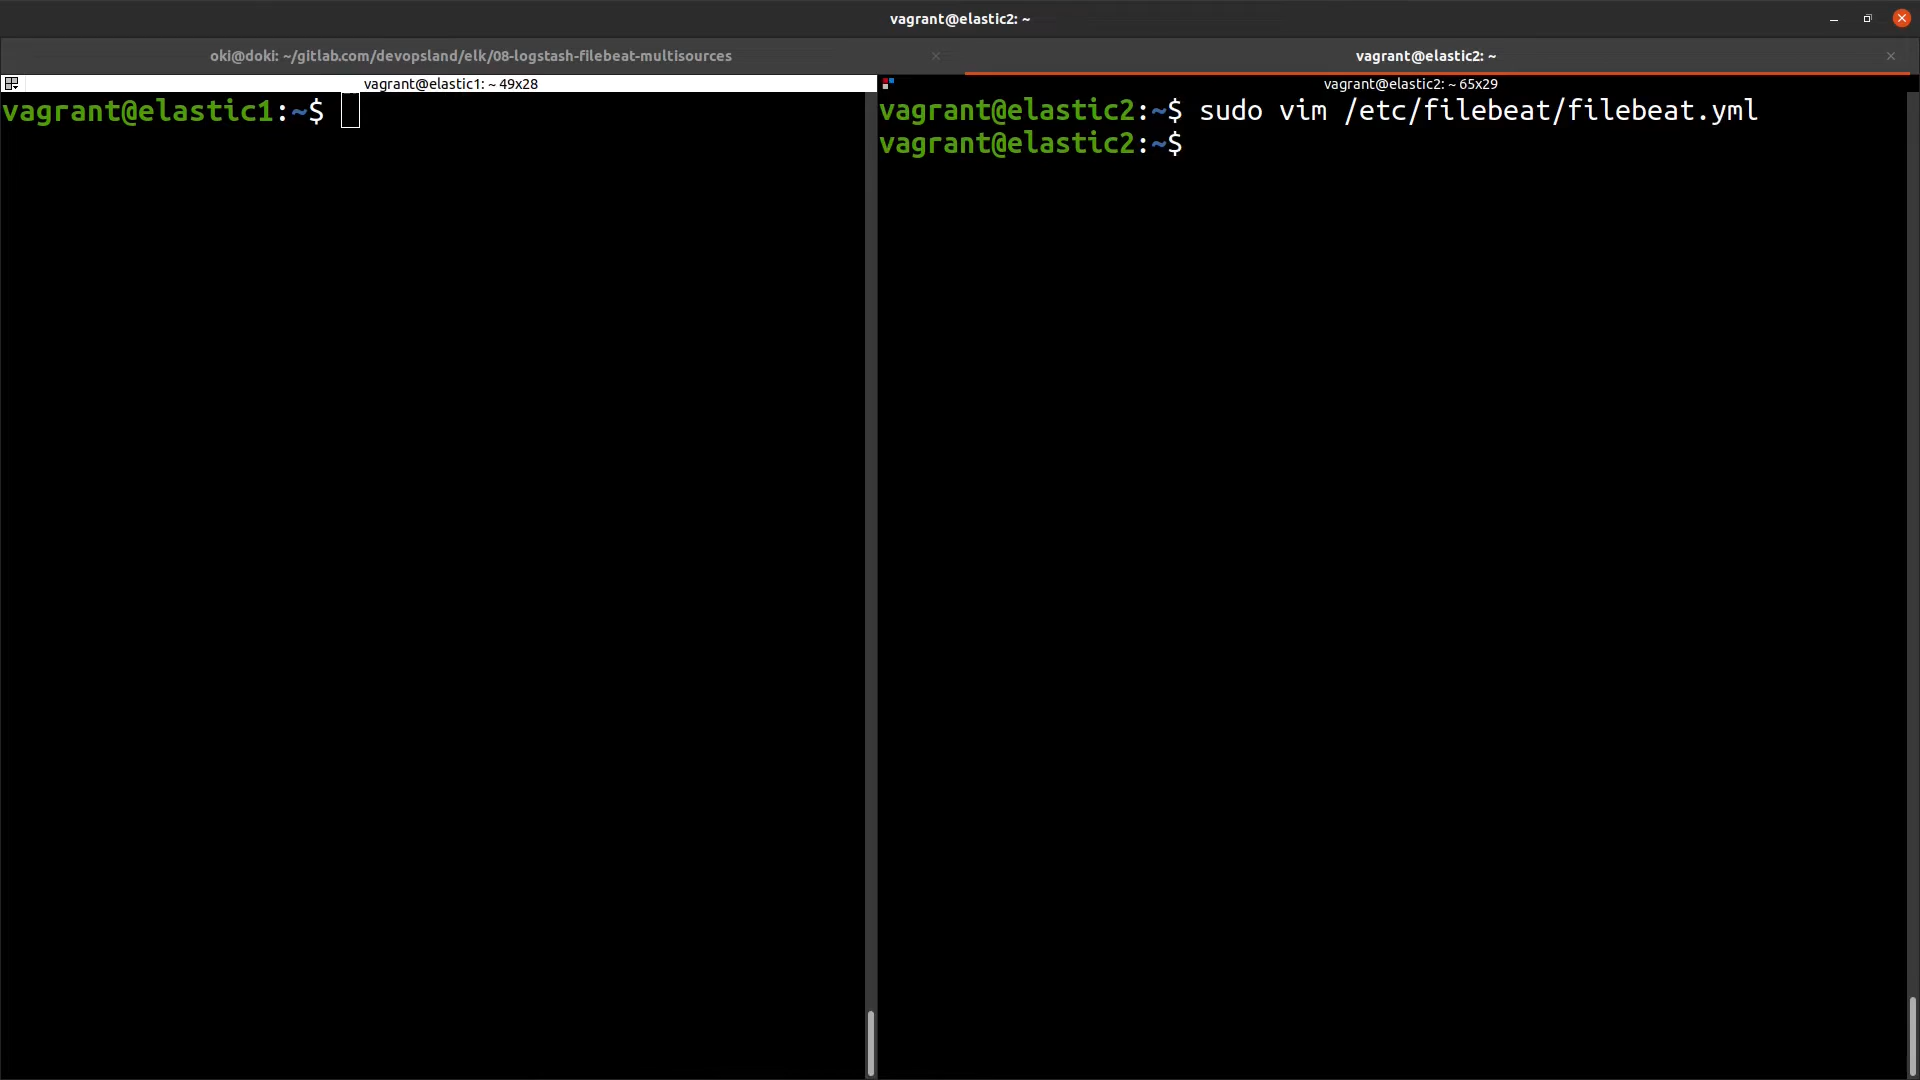 vagrant@elastic2: ~
oki@doki: ~/gitlab.com/devopsland/elk/08-logstash-filebeat-multisources
vagrant@elastic2: ~
vagrant@elastic1: ~ 49x28
vagrant@elastic1:~$
vagrant@elastic2: ~ 65x29
vagrant@elastic2:~$ sudo vim /etc/filebeat/filebeat.yml
vagrant@elastic2:~$